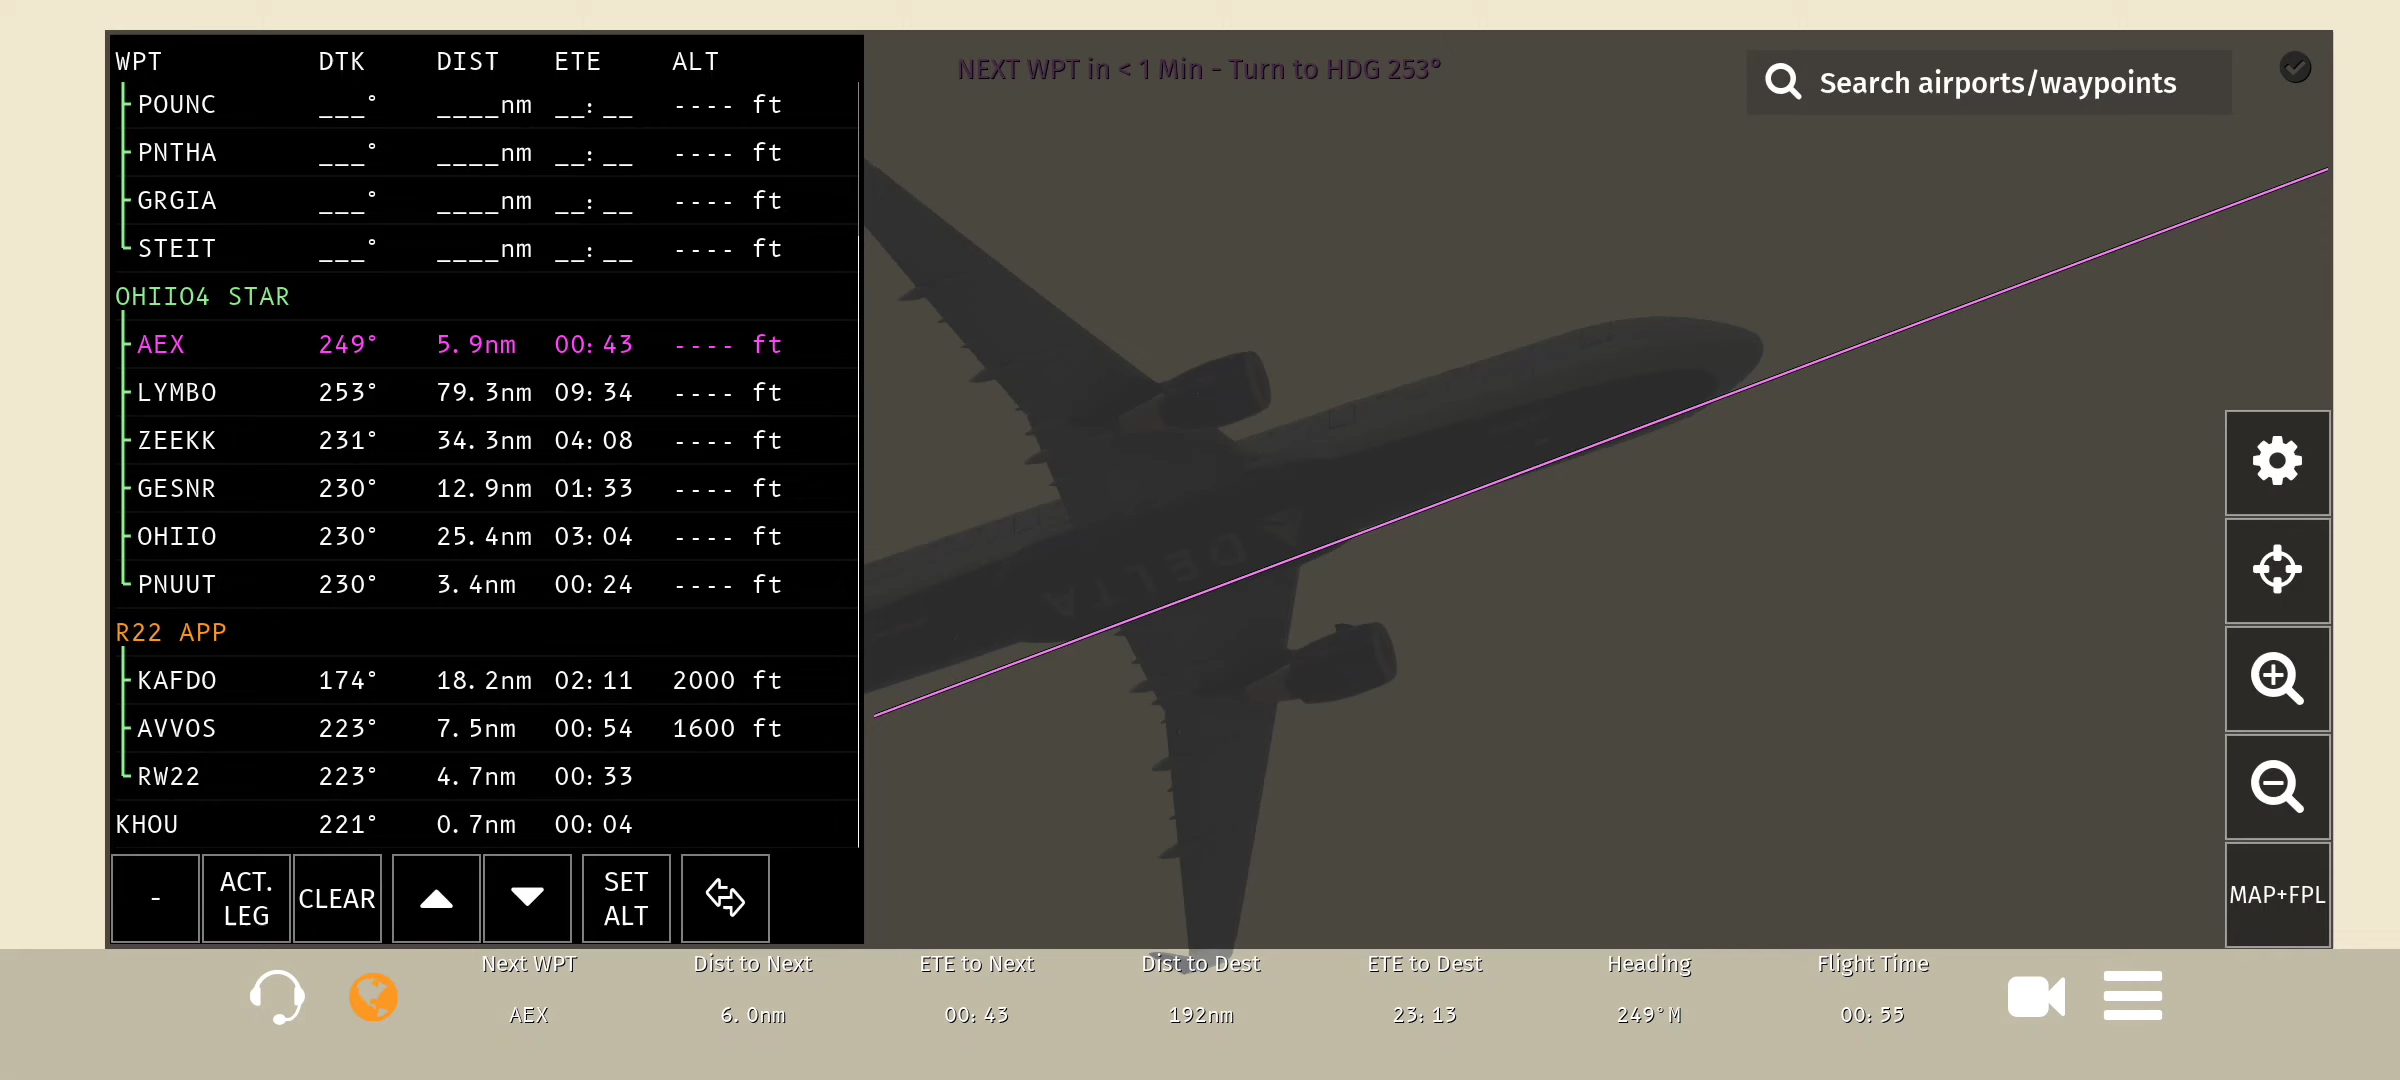 WPT DTK DIST ETE ALT
POUNC ___° ____nm __:__ ---- ft
PNTHA ___° ____nm __:__ ---- ft
GRGIA ___° ____nm __:__ ---- ft
STEIT ___° ____nm __:__ ---- ft
OHIIO4 STAR
AEX 249° 5.9nm 00:43 ---- ft
LYMBO 253° 79.3nm 09:34 ---- ft
ZEEKK 231° 34.3nm 04:08 ---- ft
GESNR 230° 12.9nm 01:33 ---- ft
OHIIO 230° 25.4nm 03:04 ---- ft
PNUUT 230° 3.4nm 00:24 ---- ft
R22 APP
KAFDO 174° 18.2nm 02:11 2000 ft
AVVOS 223° 7.5nm 00:54 1600 ft
RW22 223° 4.7nm 00:33
KHOU 221° 0.7nm 00:04
-
ACT.
LEG
CLEAR
SET
ALT
NEXT WPT in < 1 Min - Turn to HDG 253°
Search airports/waypoints
DELTA
MAP+FPL
Next WPT Dist to Next ETE to Next Dist to Dest ETE to Dest Heading Flight Time
AEX 6.0nm 00:43 192nm 23:13 249°M 00:55